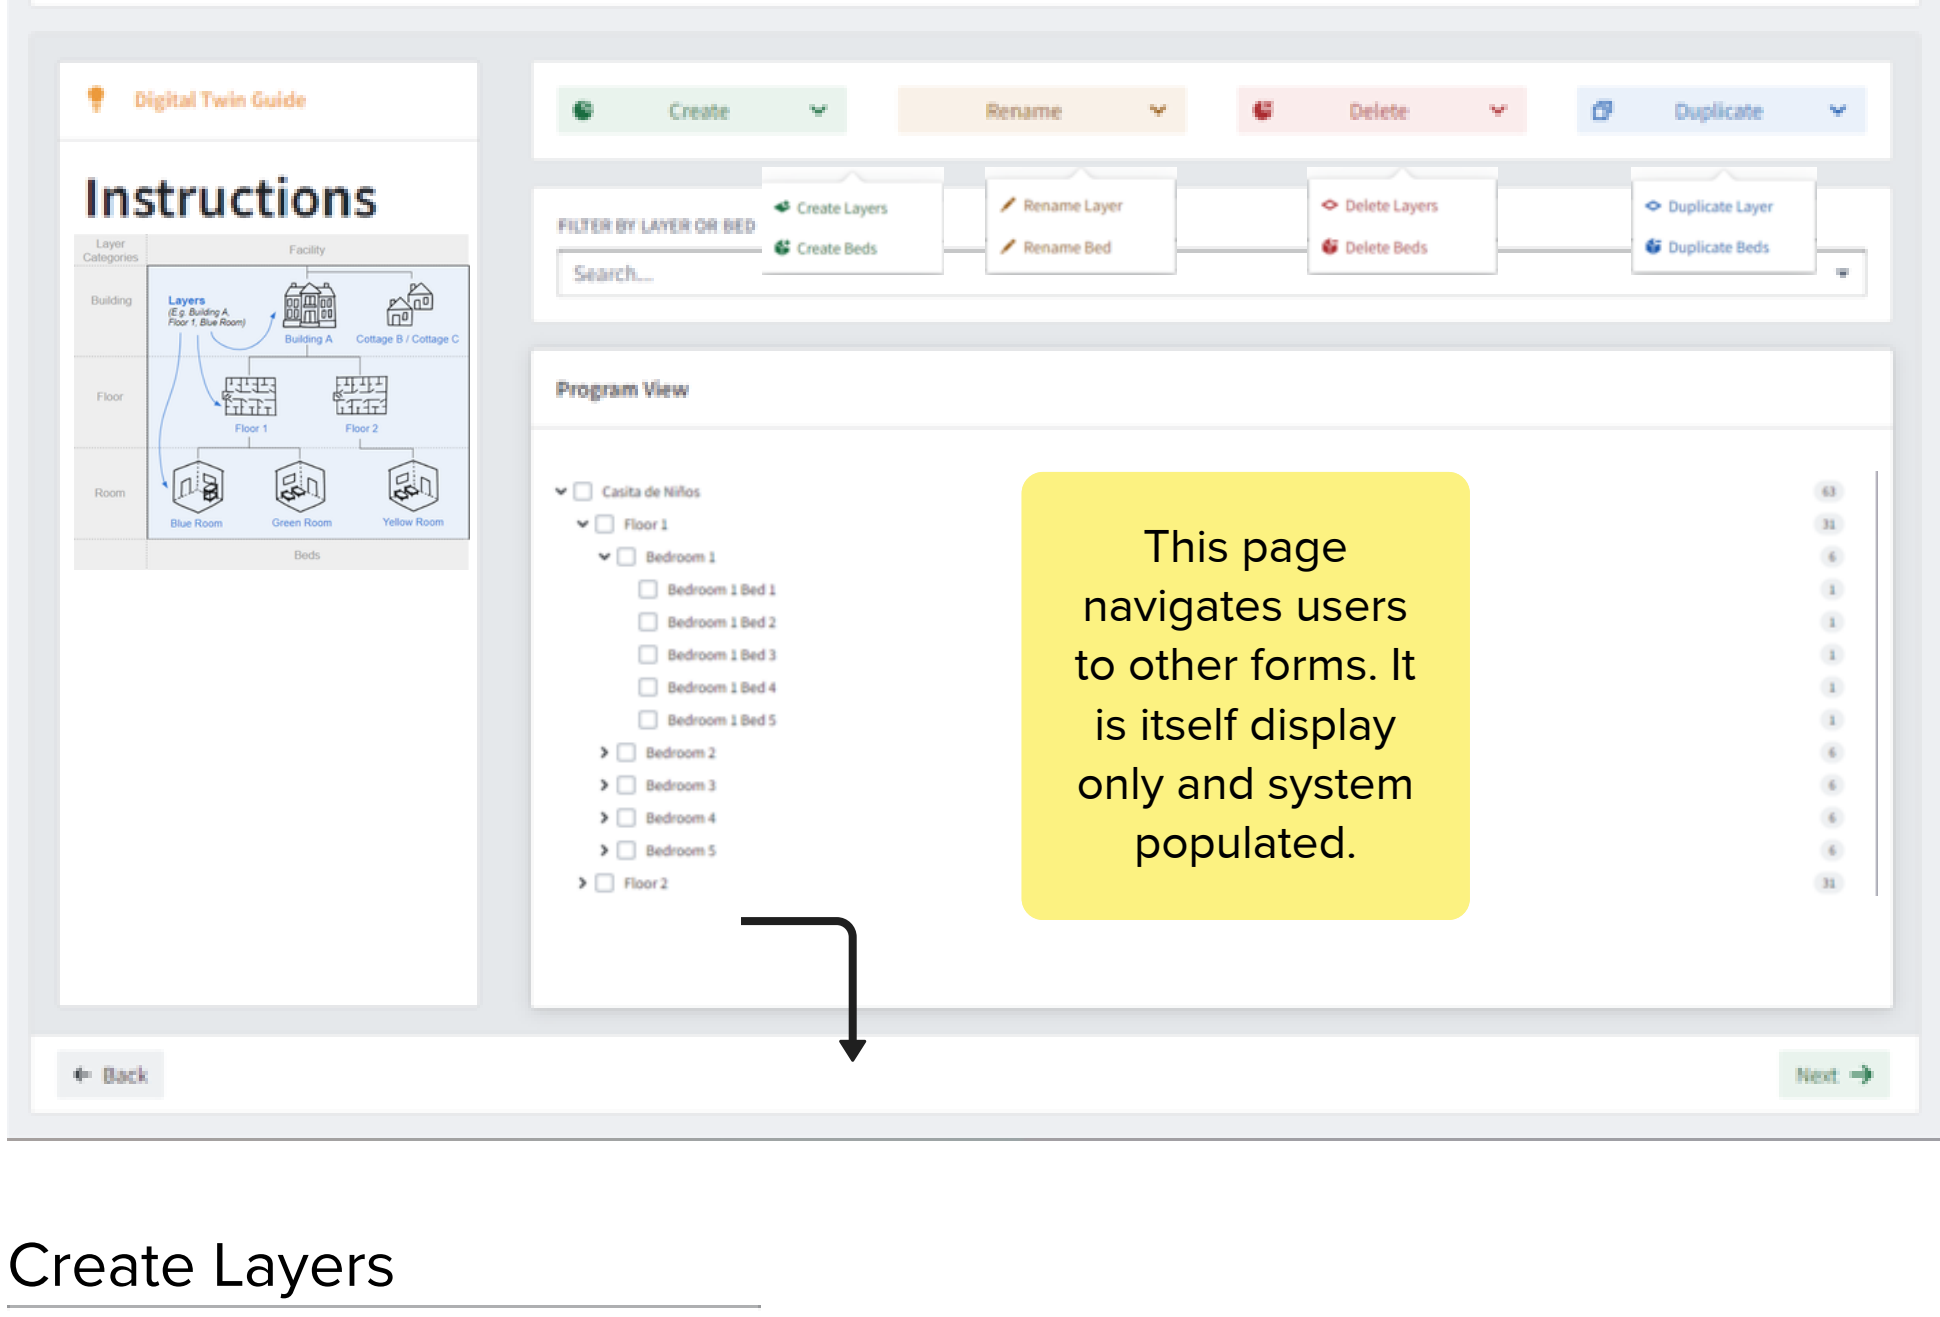 Digital Twin Guide
Instructions
Layer
Categories
Facility
Building
Layers
(E.g. Building A,
Floor 1, Blue Room)
Building A
Cottage B / Cottage C
Floor
Floor 1
Floor 2
Room
Blue Room
Green Room
Yellow Room
Beds
Create
Rename
Delete
Duplicate
Create Layers
Create Beds
Rename Layer
Rename Bed
Delete Layers
Delete Beds
Duplicate Layer
Duplicate Beds
FILTER BY LAYER OR BED
Search...
Program View
Casita de Niños 63
Floor 1 31
Bedroom 1 6
Bedroom 1 Bed 1 1
Bedroom 1 Bed 2 1
Bedroom 1 Bed 3 1
Bedroom 1 Bed 4 1
Bedroom 1 Bed 5 1
Bedroom 2 6
Bedroom 3 6
Bedroom 4 6
Bedroom 5 6
Floor 2 31
This page
navigates users
to other forms. It
is itself display
only and system
populated.
Back
Next
Create Layers